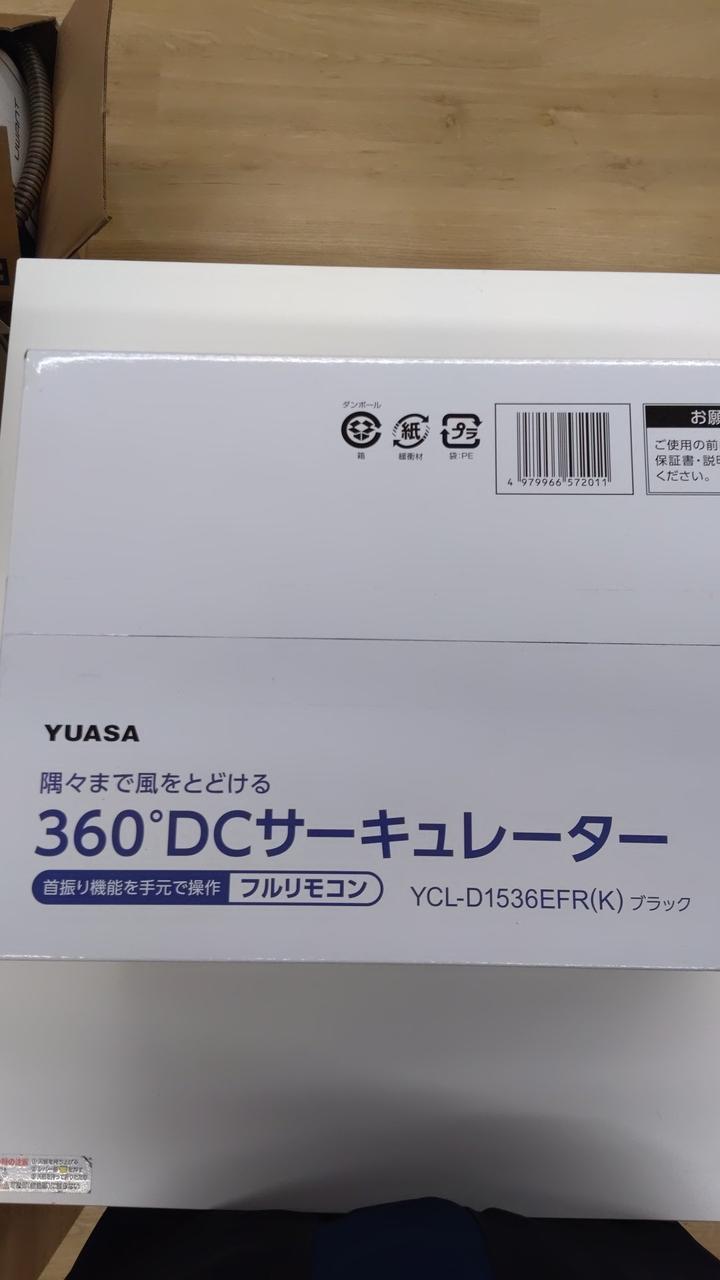 ダンボール
箱
紙
緩衝材
プラ
袋:PE
4 979966 572011
お願
ご使用の前
保証書・説明
ください。
YUASA
隅々まで風をとどける
360°DCサーキュレーター
首振り機能を手元で操作 フルリモコン
YCL-D1536EFR(K) ブラック